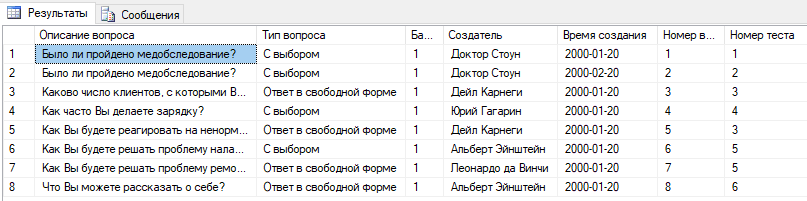 Результаты Сообщения
Описание вопроса Тип вопроса Ба... Создатель Время создания Номер в... Номер теста
1 Было ли пройдено медобследование? С выбором 1 Доктор Стоун 2000-01-20 1 1
2 Было ли пройдено медобследование? С выбором 1 Доктор Стоун 2000-02-20 2 2
3 Каково число клиентов, с которыми В... Ответ в свободной форме 1 Дейл Карнеги 2000-01-20 3 3
4 Как часто Вы делаете зарядку? С выбором 1 Юрий Гагарин 2000-01-20 4 4
5 Как Вы будете реагировать на ненорм... Ответ в свободной форме 1 Дейл Карнеги 2000-01-20 5 3
6 Как Вы будете решать проблему нала... С выбором 1 Альберт Эйнштейн 2000-01-20 6 5
7 Как Вы будете решать проблему ремо... Ответ в свободной форме 1 Леонардо да Винчи 2000-01-20 7 5
8 Что Вы можете рассказать о себе? Ответ в свободной форме 1 Альберт Эйнштейн 2000-01-20 8 6